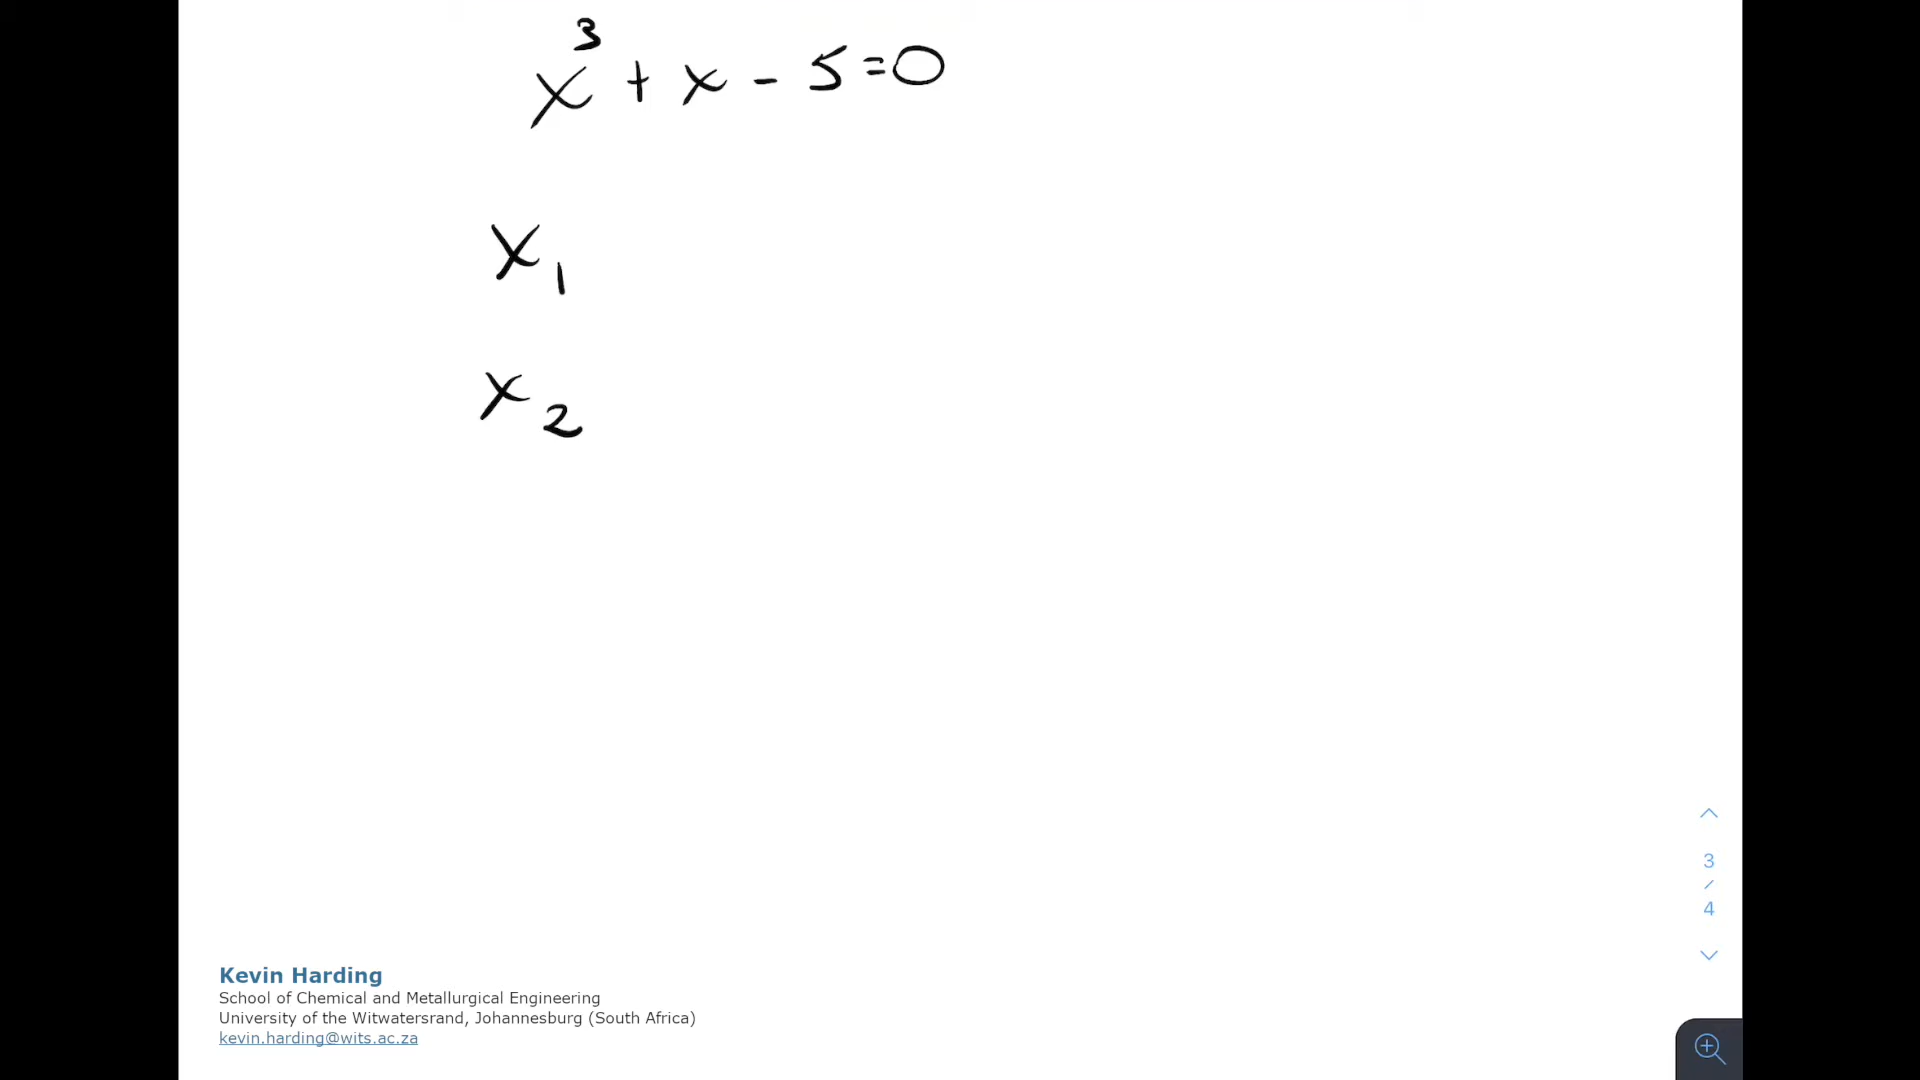 x³ + x - 5 = 0
x₁
x₂
3
/
4
Kevin Harding
School of Chemical and Metallurgical Engineering
University of the Witwatersrand, Johannesburg (South Africa)
kevin.harding@wits.ac.za